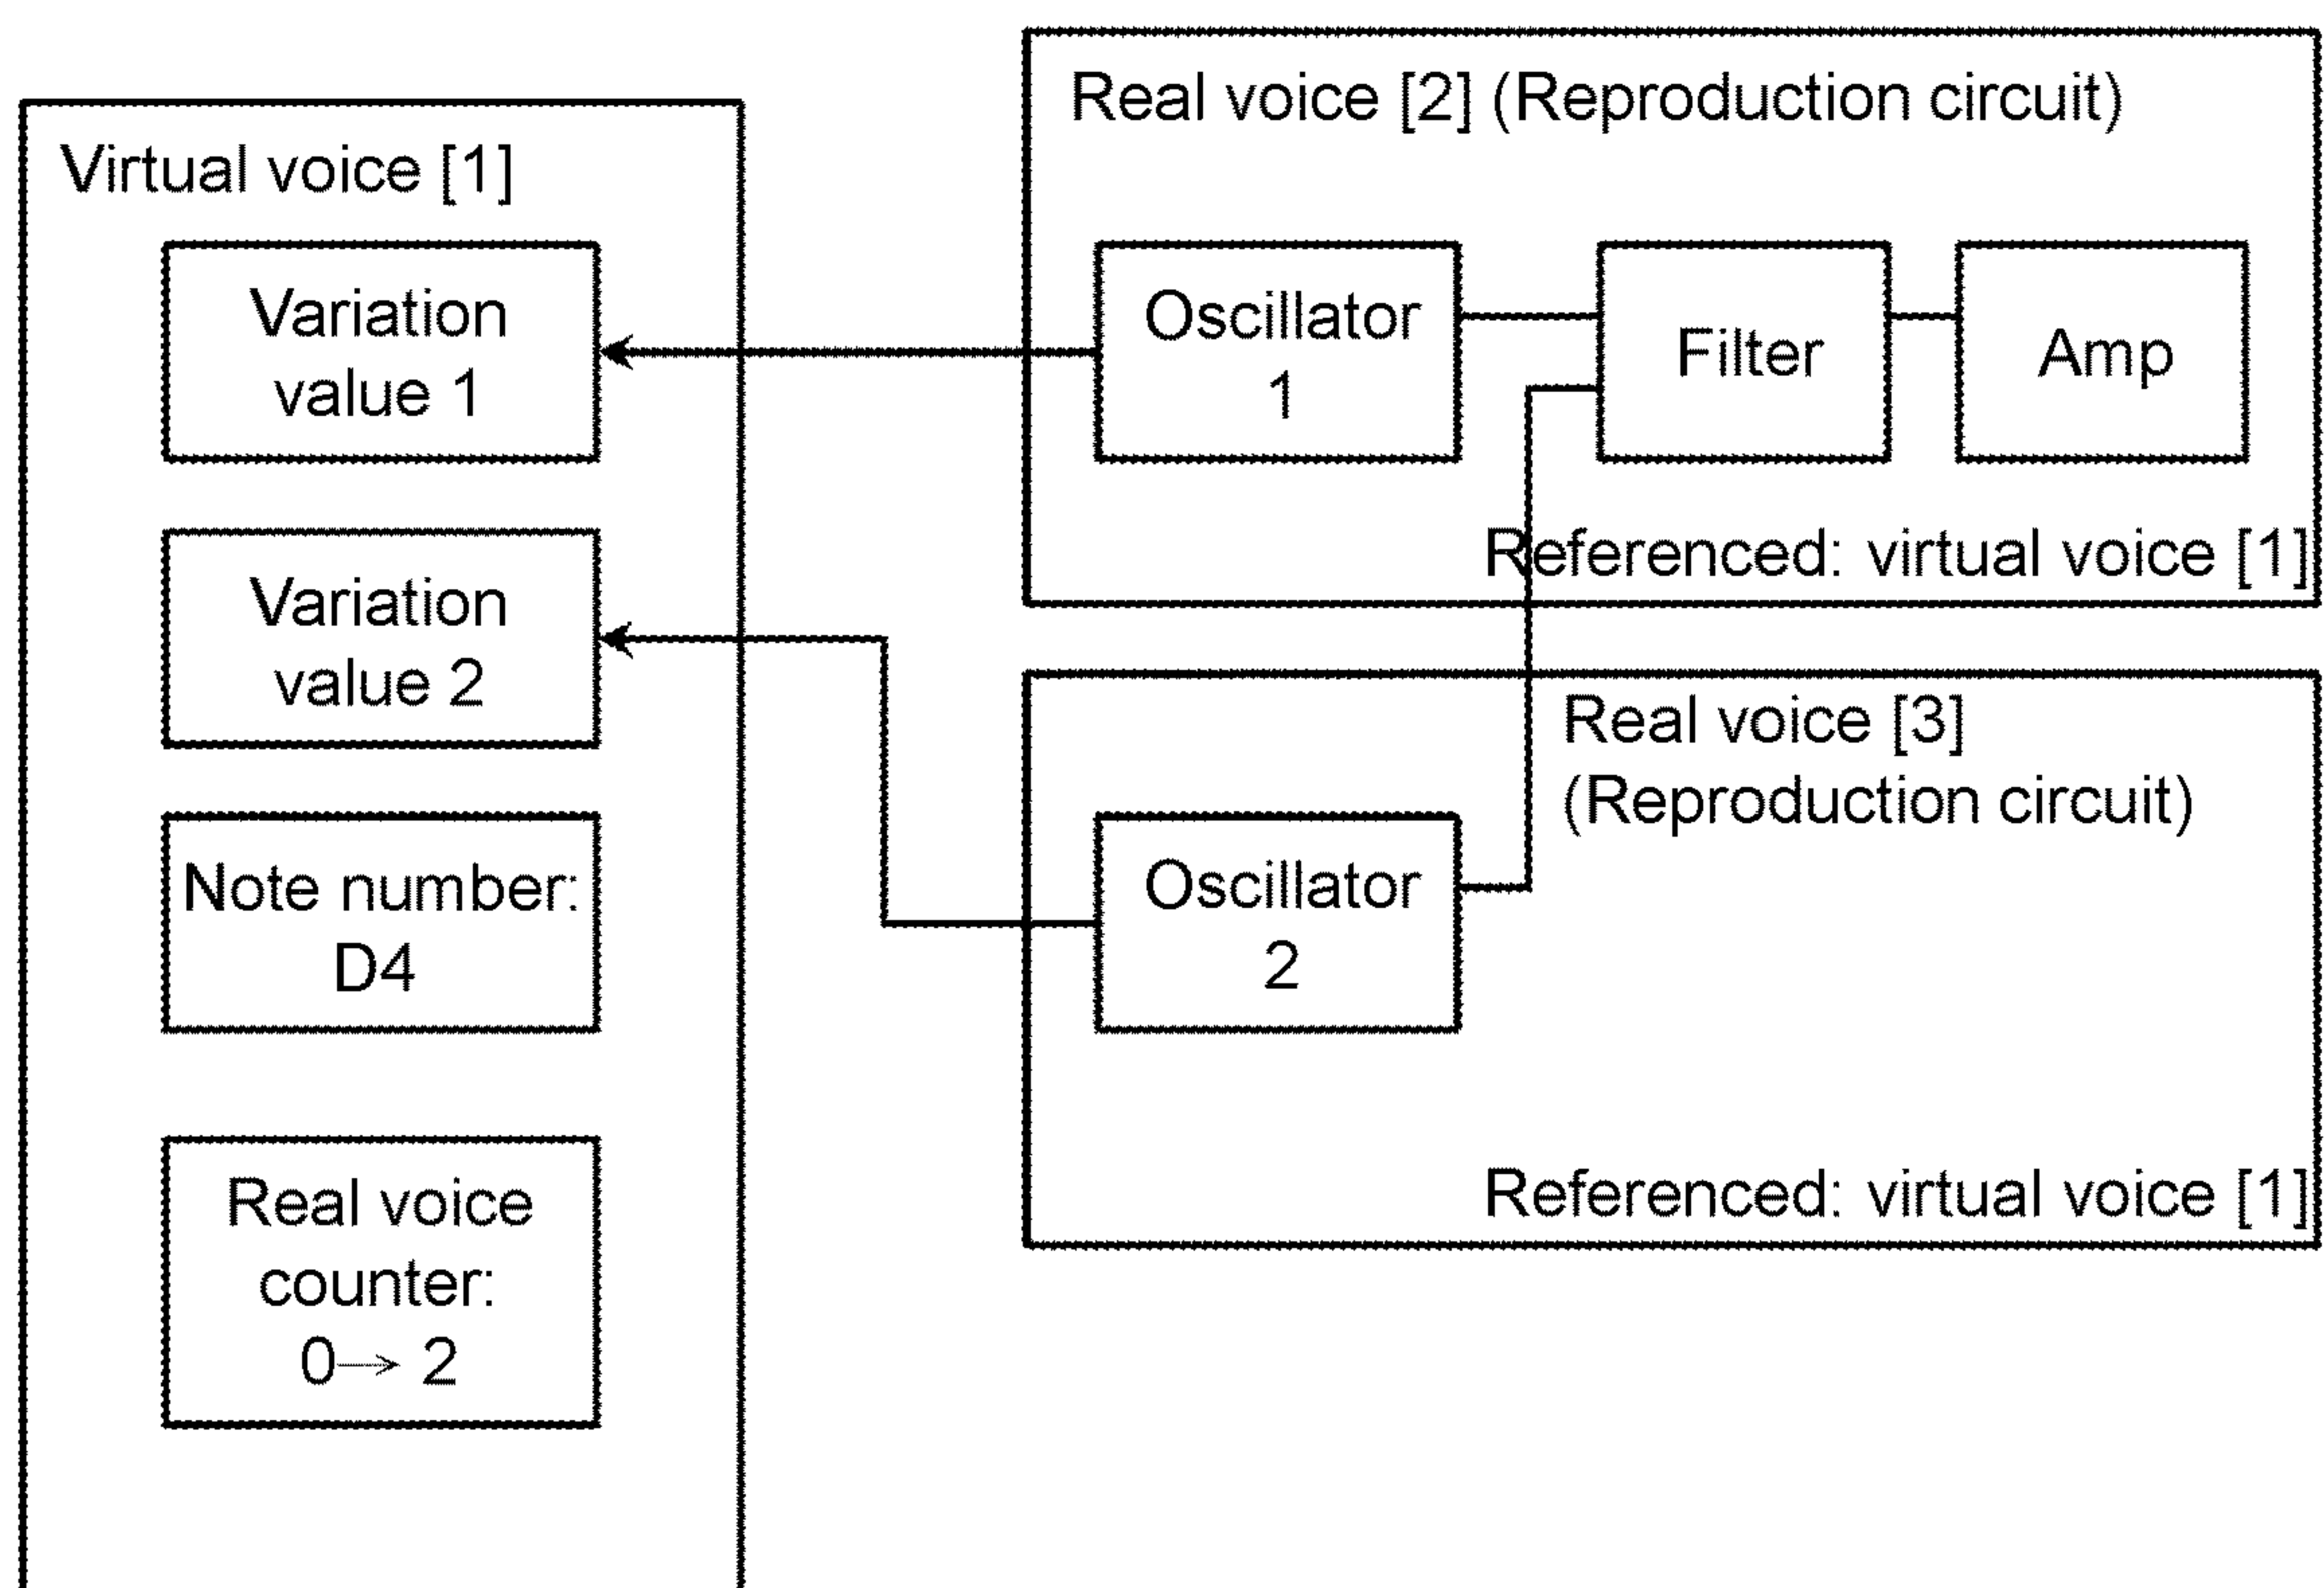 Virtual voice [1]
Variation
value 1
Variation
value 2
Note number:
D4
Real voice
counter:
0→ 2
Real voice [2] (Reproduction circuit)
Oscillator
1
Filter
Amp
Referenced: virtual voice [1]
Real voice [3]
(Reproduction circuit)
Oscillator
2
Referenced: virtual voice [1]